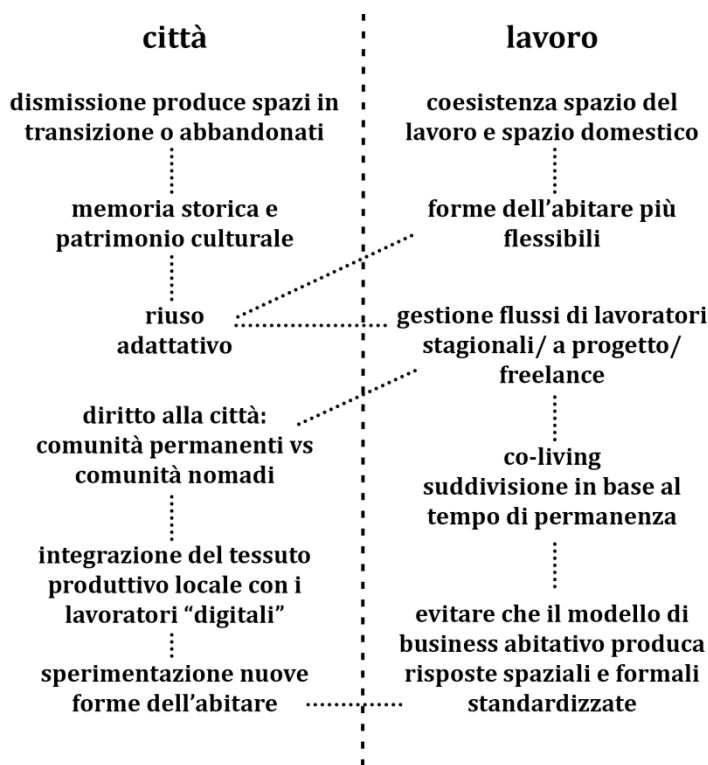 città
dismissione produce spazi in
transizione o abbandonati
memoria storica e
patrimonio culturale
riuso
adattativo
diritto alla città:
comunità permanenti vs
comunità nomadi
integrazione del tessuto
produttivo locale con i
lavoratori “digitali”
sperimentazione nuove
forme dell’abitare
lavoro
coesistenza spazio del
lavoro e spazio domestico
forme dell’abitare più
flessibili
gestione flussi di lavoratori
stagionali/ a progetto/
freelance
co-living
suddivisione in base al
tempo di permanenza
evitare che il modello di
business abitativo produca
risposte spaziali e formali
standardizzate